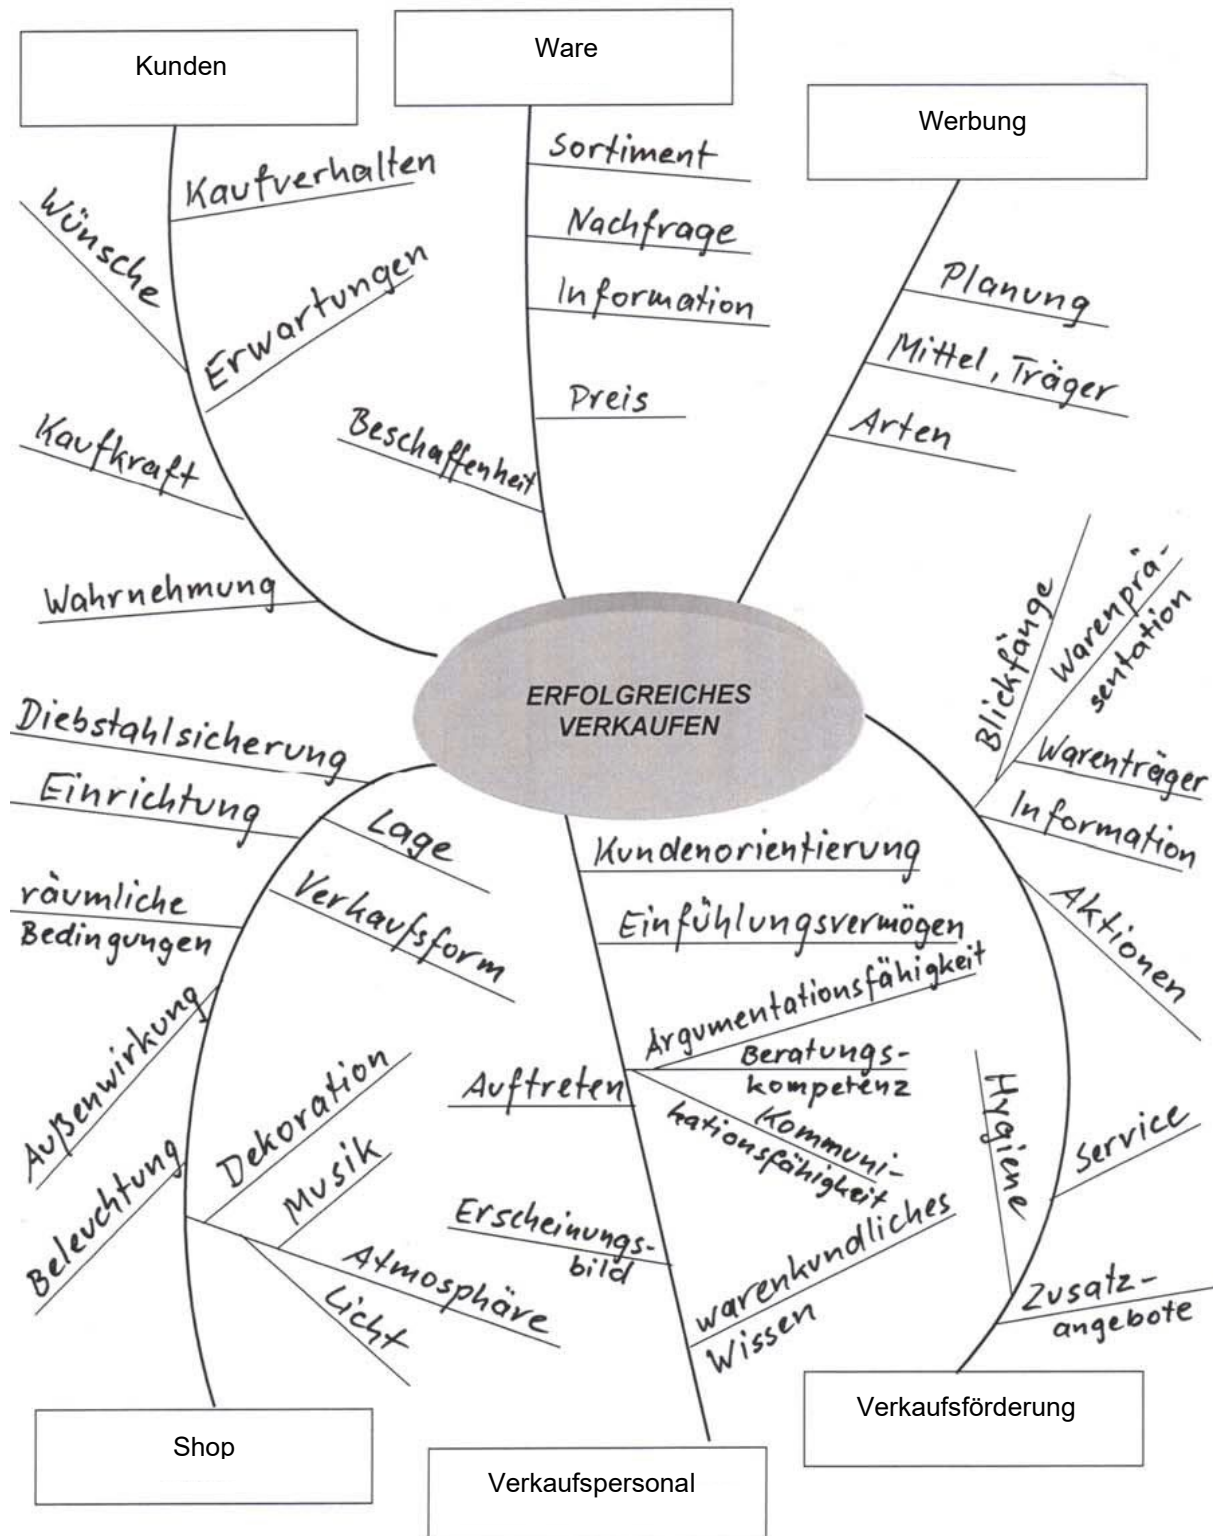 Kunden
Ware
Werbung
Kaufverhalten
Wünsche
Erwartungen
Kaufkraft
Wahrnehmung
Sortiment
Nachfrage
Information
Preis
Beschaffenheit
Planung
Mittel, Träger
Arten
ERFOLGREICHES
VERKAUFEN
Diebstahlsicherung
Einrichtung
Lage
räumliche
Bedingungen
Verkaufsform
Außenwirkung
Beleuchtung
Dekoration
Musik
Atmosphäre
Licht
Kundenorientierung
Einfühlungsvermögen
Argumentationsfähigkeit
Beratungs-
kompetenz
Kommuni-
kationsfähigkeit
Auftreten
Erscheinungs-
bild
warenkundliches
Wissen
Blickfänge
Warenprä-
sentation
Warenträger
Information
Aktionen
Service
Hygiene
Zusatz-
angebote
Shop
Verkaufspersonal
Verkaufsförderung